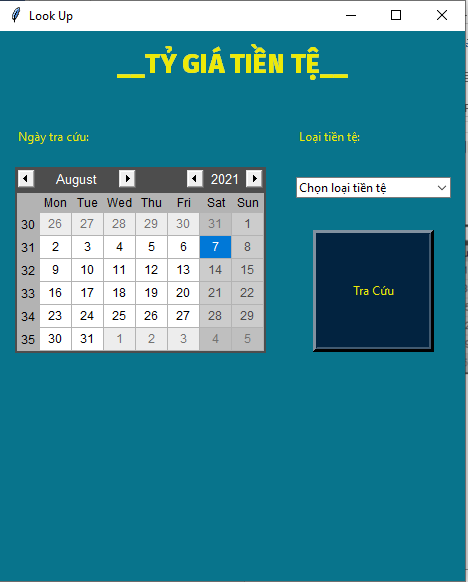 Look Up
__TỶ GIÁ TIỀN TỆ__
Ngày tra cứu:
Loại tiền tệ:
August 2021
Mon Tue Wed Thu Fri Sat Sun
30 26 27 28 29 30 31 1
31 2 3 4 5 6 7 8
32 9 10 11 12 13 14 15
33 16 17 18 19 20 21 22
34 23 24 25 26 27 28 29
35 30 31 1 2 3 4 5
Chọn loại tiền tệ
Tra Cứu